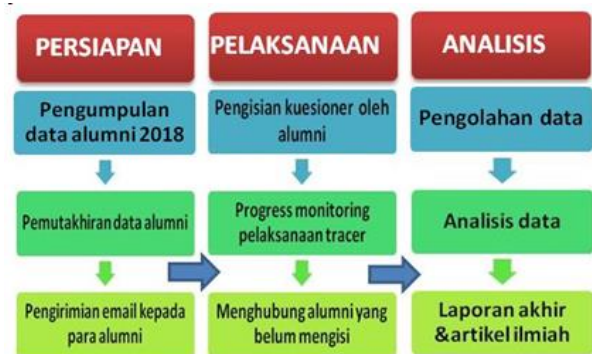 PERSIAPAN
Pengumpulan
data alumni 2018
Pemutakhiran data alumni
Pengirimian email kepada
para alumni
PELAKSANAAN
Pengisian kuesioner oleh
alumni
Progress monitoring
pelaksanaan tracer
Menghubung alumni yang
belum mengisi
ANALISIS
Pengolahan data
Analisis data
Laporan akhir
&artikel ilmiah